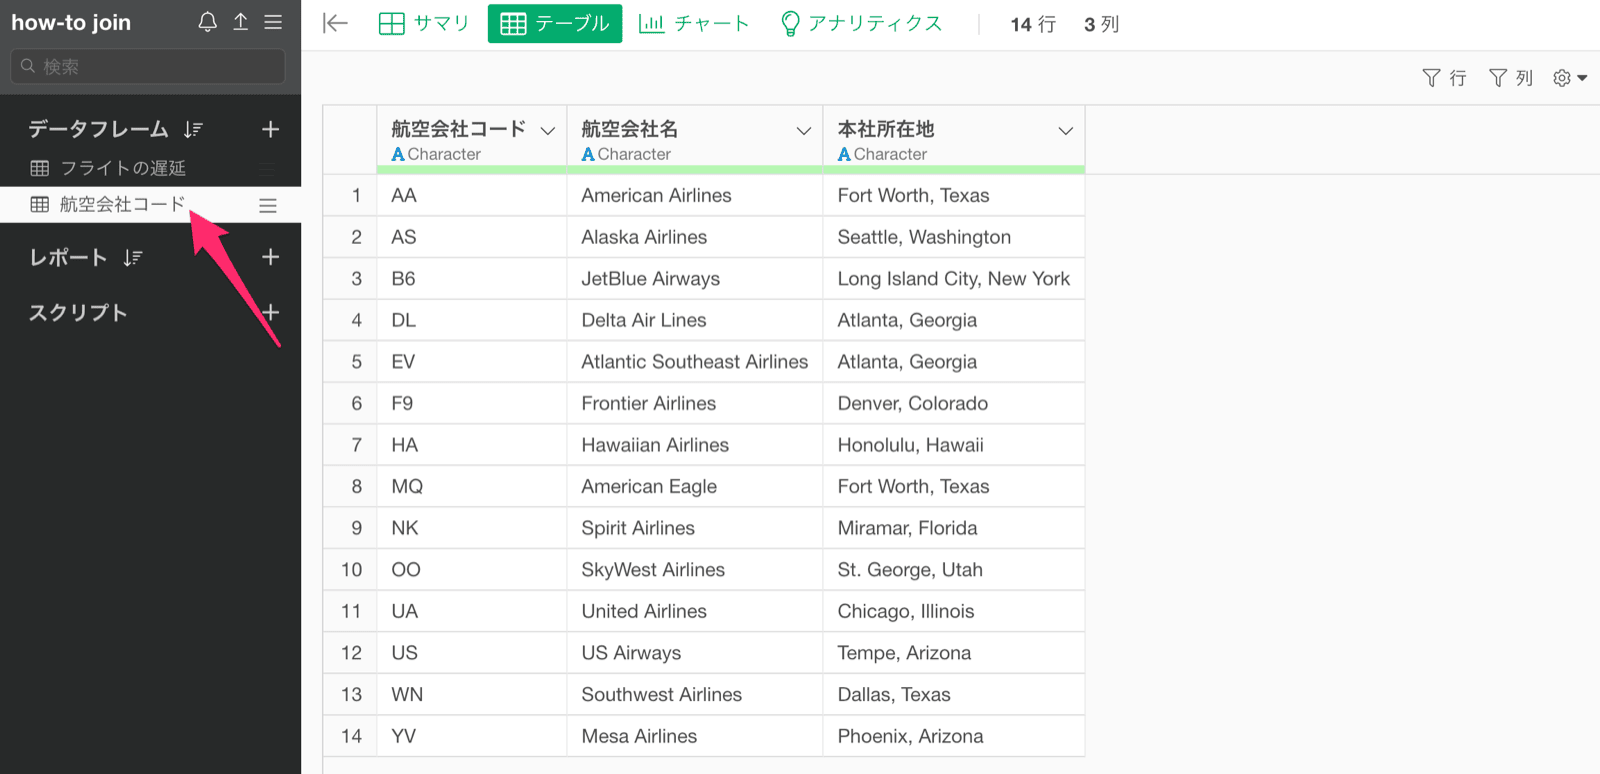 how-to join
検索
データフレーム
フライトの遅延
航空会社コード
レポート
スクリプト
サマリ テーブル チャート アナリティクス 14 行 3 列
行 列
航空会社コード 航空会社名 本社所在地
A Character A Character A Character
1 AA American Airlines Fort Worth, Texas
2 AS Alaska Airlines Seattle, Washington
3 B6 JetBlue Airways Long Island City, New York
4 DL Delta Air Lines Atlanta, Georgia
5 EV Atlantic Southeast Airlines Atlanta, Georgia
6 F9 Frontier Airlines Denver, Colorado
7 HA Hawaiian Airlines Honolulu, Hawaii
8 MQ American Eagle Fort Worth, Texas
9 NK Spirit Airlines Miramar, Florida
10 OO SkyWest Airlines St. George, Utah
11 UA United Airlines Chicago, Illinois
12 US US Airways Tempe, Arizona
13 WN Southwest Airlines Dallas, Texas
14 YV Mesa Airlines Phoenix, Arizona